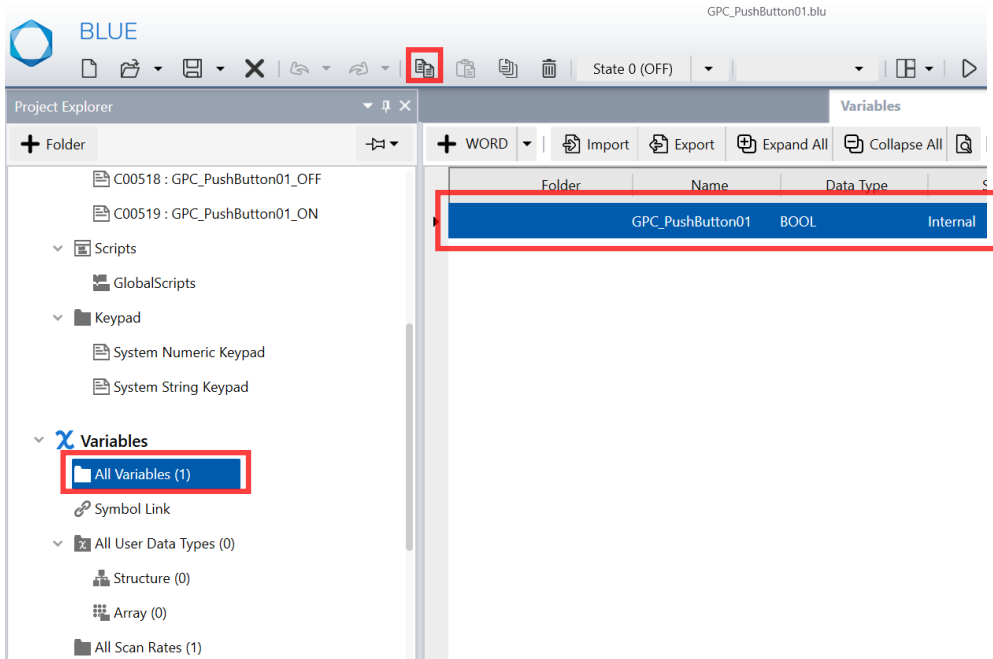 GPC_PushButton01.blu
BLUE
State 0 (OFF)
Project Explorer
Variables
Folder
WORD
Import
Export
Expand All
Collapse All
C00518 : GPC_PushButton01_OFF
C00519 : GPC_PushButton01_ON
Scripts
GlobalScripts
Keypad
System Numeric Keypad
System String Keypad
Variables
All Variables (1)
Symbol Link
All User Data Types (0)
Structure (0)
Array (0)
All Scan Rates (1)
Folder Name Data Type
GPC_PushButton01 BOOL Internal